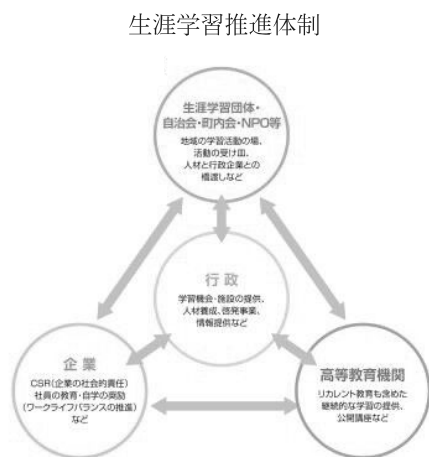 生涯学習推進体制
生涯学習団体・
自治会・町内会・NPO等
地域の学習活動の場、
活動の受け皿、
人材と行政企業との
橋渡しなど
行政
学習機会・施設の提供、
人材養成、啓発事業、
情報提供など
企業
CSR(企業の社会的責任)
社員の教育・自学の奨励
(ワークライフバランスの推進)
など
高等教育機関
リカレント教育も含めた
継続的な学習の提供、
公開講座など